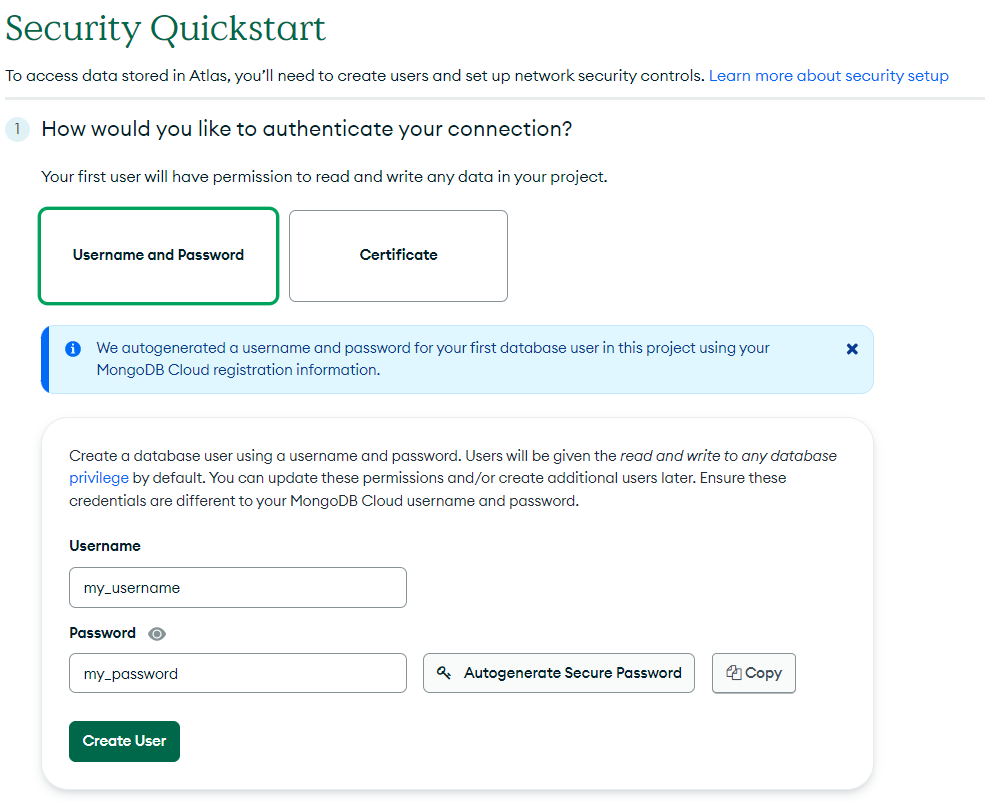 Security Quickstart
To access data stored in Atlas, you'll need to create users and set up network security controls. Learn more about security setup
1 How would you like to authenticate your connection?
Your first user will have permission to read and write any data in your project.
Username and Password Certificate
We autogenerated a username and password for your first database user in this project using your
MongoDB Cloud registration information.
Create a database user using a username and password. Users will be given the read and write to any database
privilege by default. You can update these permissions and/or create additional users later. Ensure these
credentials are different to your MongoDB Cloud username and password.
Username
my_username
Password
my_password Autogenerate Secure Password Copy
Create User